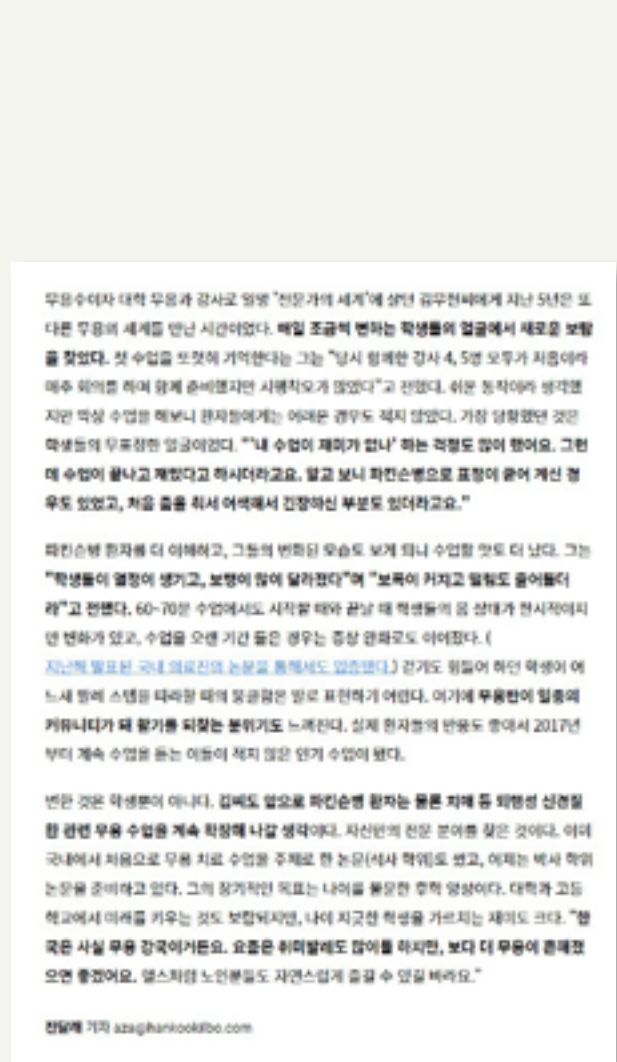 무용수이자 대학 무용과 강사로 일명 '전문가의 세계'에 살던 김무현씨에게 지난 5년은 또
다른 무용의 세계를 만난 시간이었다. 매일 조금씩 변하는 학생들의 얼굴에서 새로운 보람
을 찾았다. 첫 수업을 또렷이 기억한다는 그는 "당시 함께한 강사 4, 5명 모두가 처음이라
매주 회의를 하며 함께 준비했지만 시행착오가 많았다"고 전했다. 쉬운 동작이라 생각했
지만 막상 수업을 해보니 환자들에게는 어려운 경우도 적지 않았다. 가장 당황했던 것은
학생들의 무표정한 얼굴이었다. "'내 수업이 재미가 없나' 하는 걱정도 많이 했어요. 그런
데 수업이 끝나고 재밌다고 하시더라고요. 알고 보니 파킨슨병으로 표정이 굳어 계신 경
우도 있었고, 처음 춤을 춰서 어색해서 긴장하신 부분도 있더라고요."
파킨슨병 환자를 더 이해하고, 그들의 변화된 모습도 보게 되니 수업할 맛도 더 났다. 그는
"학생들이 열정이 생기고, 보행이 많이 달라졌다"며 "보폭이 커지고 떨림도 줄어들더
라"고 전했다. 60~70분 수업에서도 시작할 때와 끝날 때 학생들의 몸 상태가 한시적이지
만 변화가 있고, 수업을 오랜 기간 들은 경우는 증상 완화로도 이어졌다. (
지난해 발표된 국내 의료진의 논문을 통해서도 입증됐다.) 걷기도 힘들어 하던 학생이 어
느새 발레 스텝을 따라할 때의 뭉클함은 말로 표현하기 어렵다. 여기에 무용반이 일종의
커뮤니티가 돼 활기를 되찾는 분위기도 느껴진다. 실제 환자들의 반응도 좋아서 2017년
부터 계속 수업을 듣는 이들이 적지 않은 인기 수업이 됐다.
변한 것은 학생뿐이 아니다. 김씨도 앞으로 파킨슨병 환자는 물론 치매 등 퇴행성 신경질
환 관련 무용 수업을 계속 확장해 나갈 생각이다. 자신만의 전문 분야를 찾은 것이다. 이미
국내에서 처음으로 무용 치료 수업을 주제로 한 논문(석사 학위)도 썼고, 이제는 박사 학위
논문을 준비하고 있다. 그의 장기적인 목표는 나이를 불문한 후학 양성이다. 대학과 고등
학교에서 미래를 키우는 것도 보람되지만, 나이 지긋한 학생을 가르치는 재미도 크다. "한
국은 사실 무용 강국이거든요. 요즘은 취미발레도 많이들 하지만, 보다 더 무용이 흔해졌
으면 좋겠어요. 헬스처럼 노인분들도 자연스럽게 즐길 수 있길 바라요."
진달래 기자 aza@hankookilbo.com